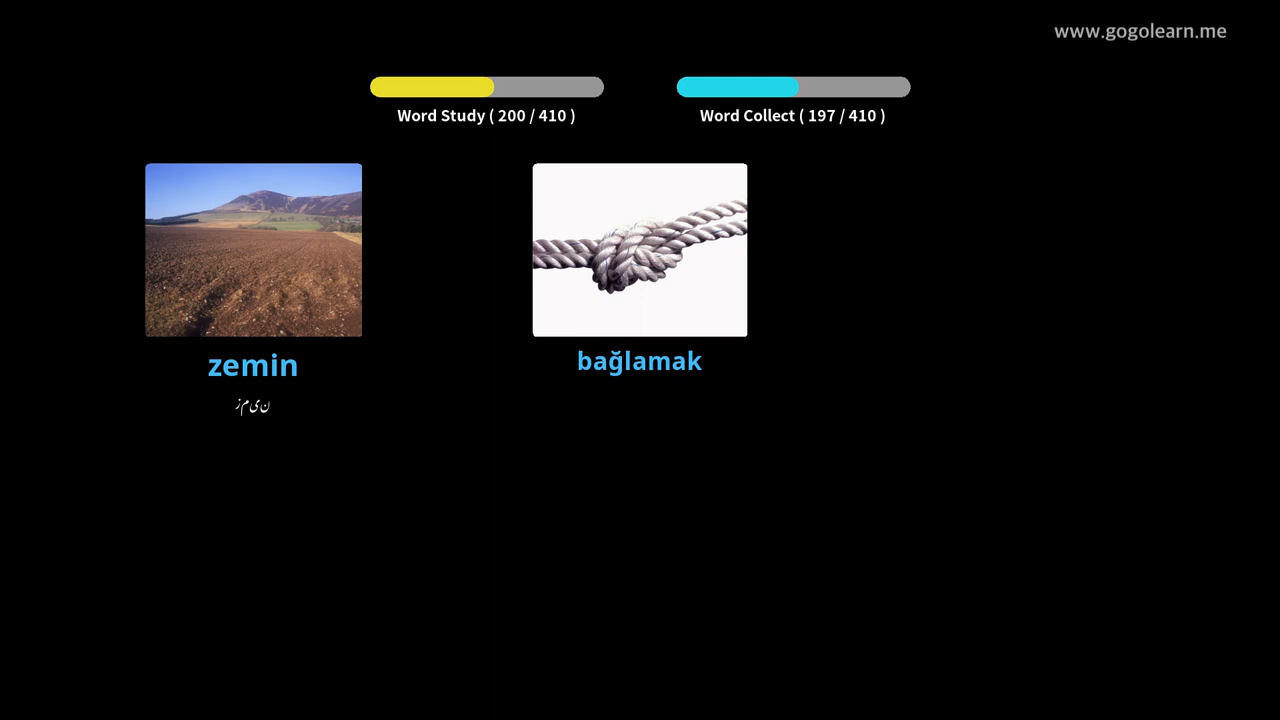 www.gogolearn.me
Word Study ( 200 / 410 )
Word Collect ( 197 / 410 )
zemin
bağlamak
زمین